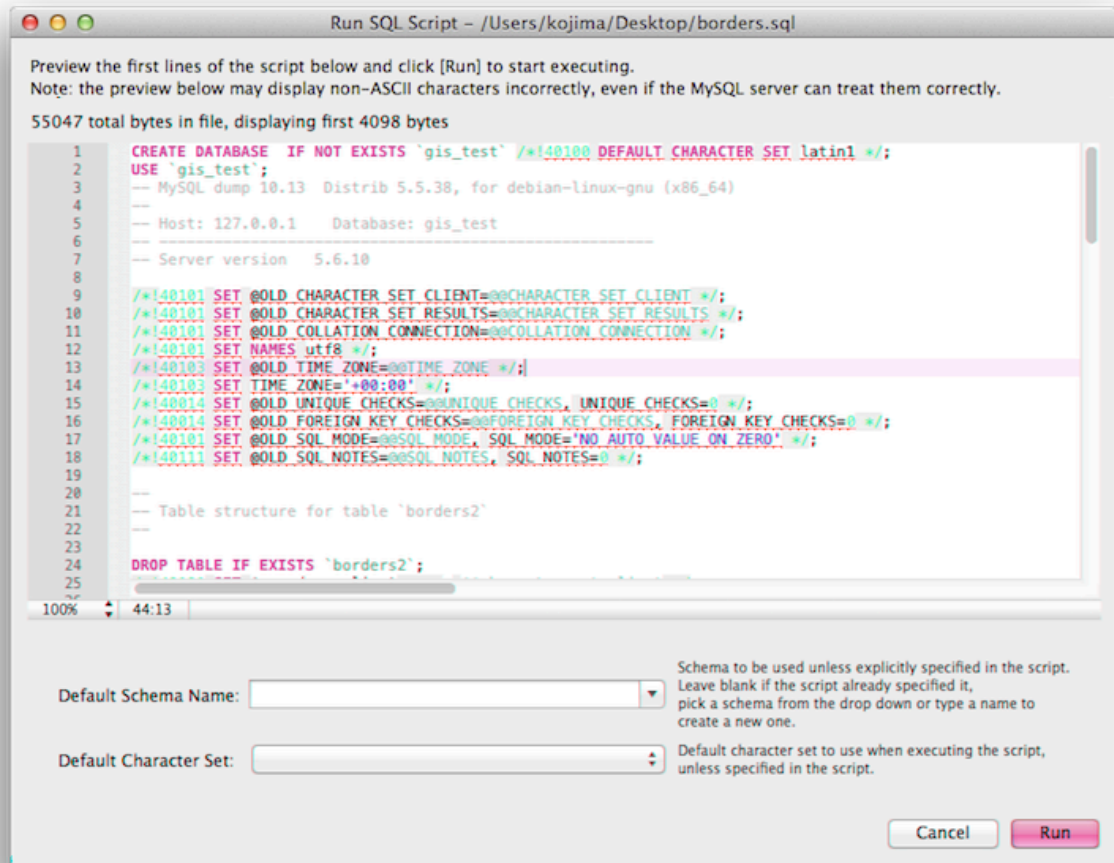 Run SQL Script – /Users/kojima/Desktop/borders.sql
Preview the first lines of the script below and click [Run] to start executing.
Note: the preview below may display non-ASCII characters incorrectly, even if the MySQL server can treat them correctly.
55047 total bytes in file, displaying first 4098 bytes
1 CREATE DATABASE  IF NOT EXISTS `gis_test` /*!40100 DEFAULT CHARACTER SET latin1 */;
2 USE `gis_test`;
3 -- MySQL dump 10.13  Distrib 5.5.38, for debian-linux-gnu (x86_64)
4 --
5 -- Host: 127.0.0.1    Database: gis_test
6 -- ------------------------------------------------------
7 -- Server version   5.6.10
8
9 /*!40101 SET @OLD_CHARACTER_SET_CLIENT=@@CHARACTER_SET_CLIENT */;
10 /*!40101 SET @OLD_CHARACTER_SET_RESULTS=@@CHARACTER_SET_RESULTS */;
11 /*!40101 SET @OLD_COLLATION_CONNECTION=@@COLLATION_CONNECTION */;
12 /*!40101 SET NAMES utf8 */;
13 /*!40103 SET @OLD_TIME_ZONE=@@TIME_ZONE */;
14 /*!40103 SET TIME_ZONE='+00:00' */;
15 /*!40014 SET @OLD_UNIQUE_CHECKS=@@UNIQUE_CHECKS, UNIQUE_CHECKS=0 */;
16 /*!40014 SET @OLD_FOREIGN_KEY_CHECKS=@@FOREIGN_KEY_CHECKS, FOREIGN_KEY_CHECKS=0 */;
17 /*!40101 SET @OLD_SQL_MODE=@@SQL_MODE, SQL_MODE='NO_AUTO_VALUE_ON_ZERO' */;
18 /*!40111 SET @OLD_SQL_NOTES=@@SQL_NOTES, SQL_NOTES=0 */;
19
20 --
21 -- Table structure for table `borders2`
22 --
23
24 DROP TABLE IF EXISTS `borders2`;
25
100% 44:13
Default Schema Name:
Schema to be used unless explicitly specified in the script.
Leave blank if the script already specified it,
pick a schema from the drop down or type a name to
create a new one.
Default Character Set:
Default character set to use when executing the script,
unless specified in the script.
Cancel Run